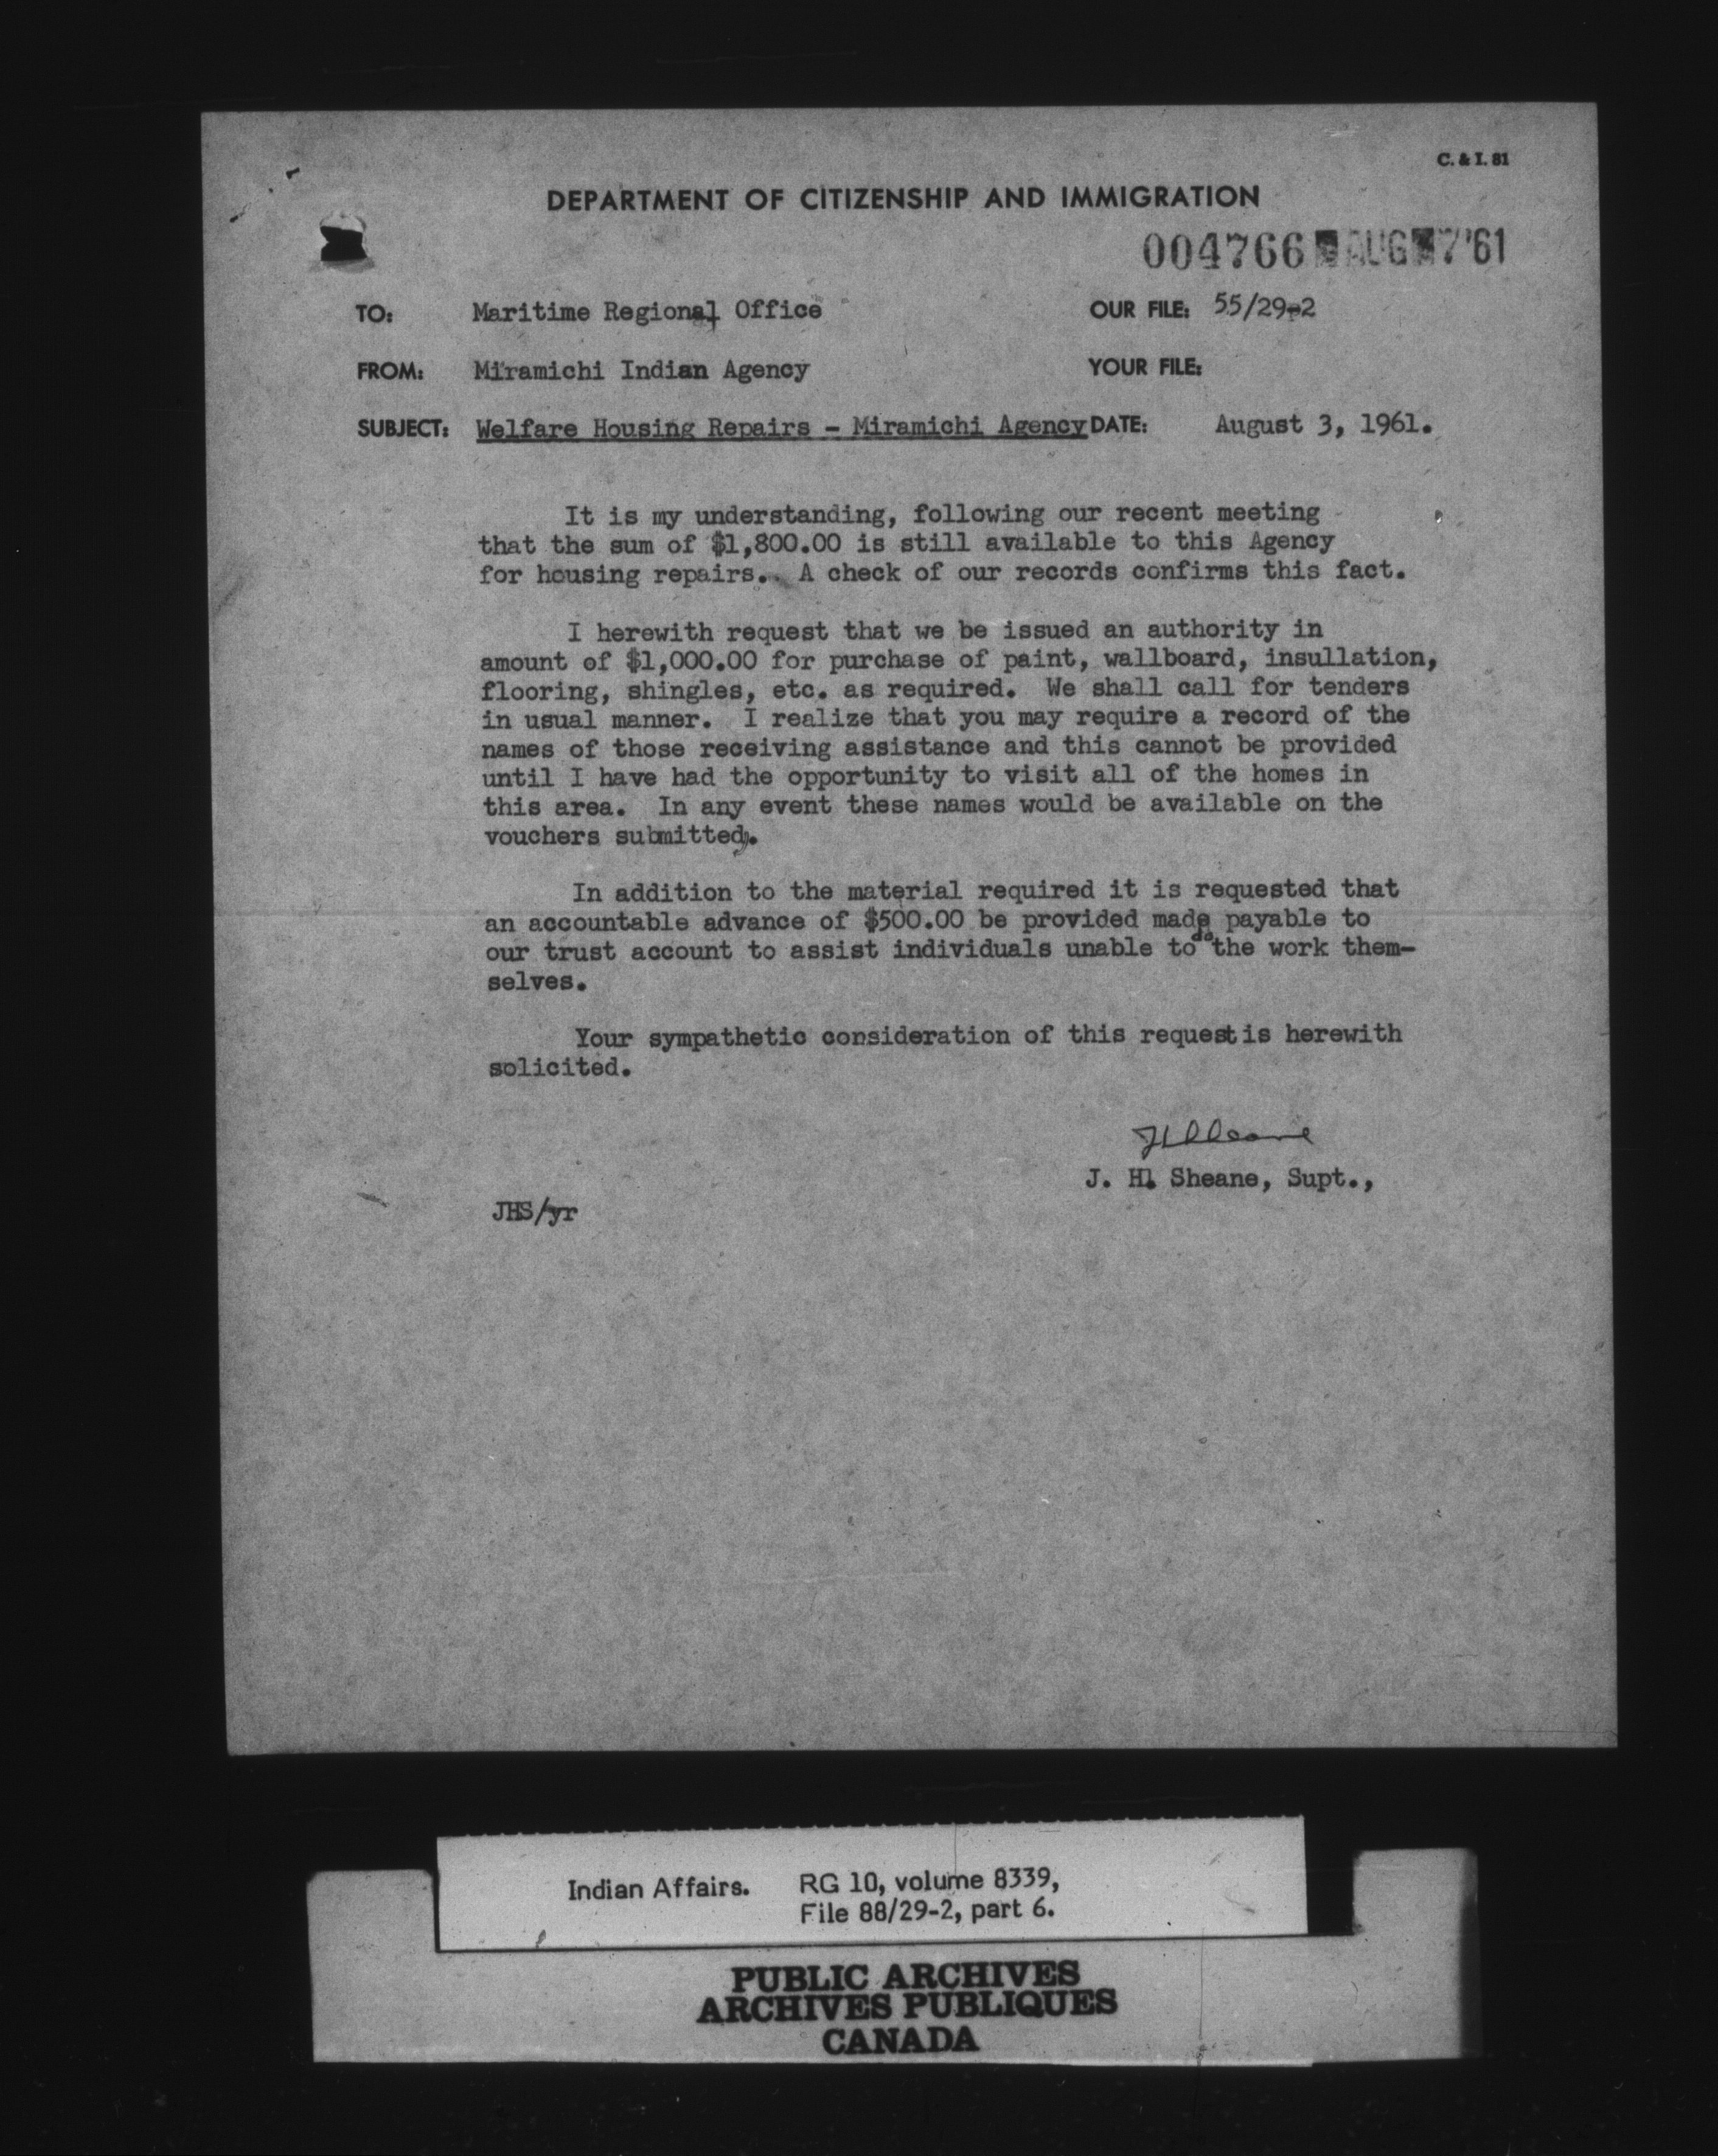 C. & I. 81
DEPARTMENT OF CITIZENSHIP AND IMMIGRATION
004766 AUG 7 '61
TO: Maritime Regional Office OUR FILE: 55/29-2
FROM: Miramichi Indian Agency YOUR FILE:
SUBJECT: Welfare Housing Repairs - Miramichi Agency DATE: August 3, 1961.
It is my understanding, following our recent meeting
that the sum of $1,800.00 is still available to this Agency
for housing repairs. A check of our records confirms this fact.
I herewith request that we be issued an authority in
amount of $1,000.00 for purchase of paint, wallboard, insullation,
flooring, shingles, etc. as required. We shall call for tenders
in usual manner. I realize that you may require a record of the
names of those receiving assistance and this cannot be provided
until I have had the opportunity to visit all of the homes in
this area. In any event these names would be available on the
vouchers submitted.
In addition to the material required it is requested that
an accountable advance of $500.00 be provided made payable to
our trust account to assist individuals unable to do the work them-
selves.
Your sympathetic consideration of this request is herewith
solicited.
J. H. Sheane, Supt.,
JHS/yr
Indian Affairs. RG 10, volume 8339,
File 88/29-2, part 6.
PUBLIC ARCHIVES
ARCHIVES PUBLIQUES
CANADA